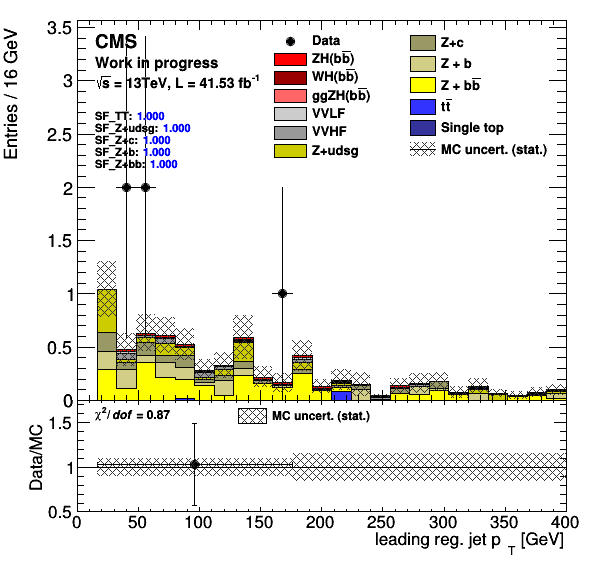 Entries / 16 GeV
CMS
Work in progress
√s = 13TeV, L = 41.53 fb⁻¹
SF_TT: 1.000
SF_Z+udsg: 1.000
SF_Z+c: 1.000
SF_Z+b: 1.000
SF_Z+bb: 1.000
Data
ZH(bb̅)
WH(bb̅)
ggZH(bb̅)
VVLF
VVHF
Z+udsg
Z+c
Z + b
Z + bb̅
tt̅
Single top
MC uncert. (stat.)
3.5
3
2.5
2
1.5
1
0.5
0
χ²/ dof = 0.87
MC uncert. (stat.)
Data/MC
1.5
1
0.5
0 50 100 150 200 250 300 350 400
leading reg. jet p_T [GeV]